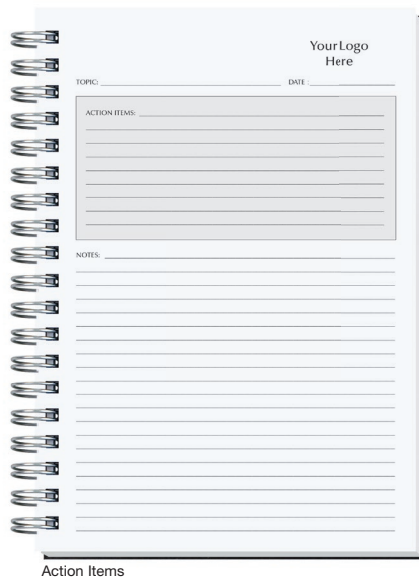 Your Logo
Here
TOPIC: DATE :
ACTION ITEMS:
NOTES:
Action Items